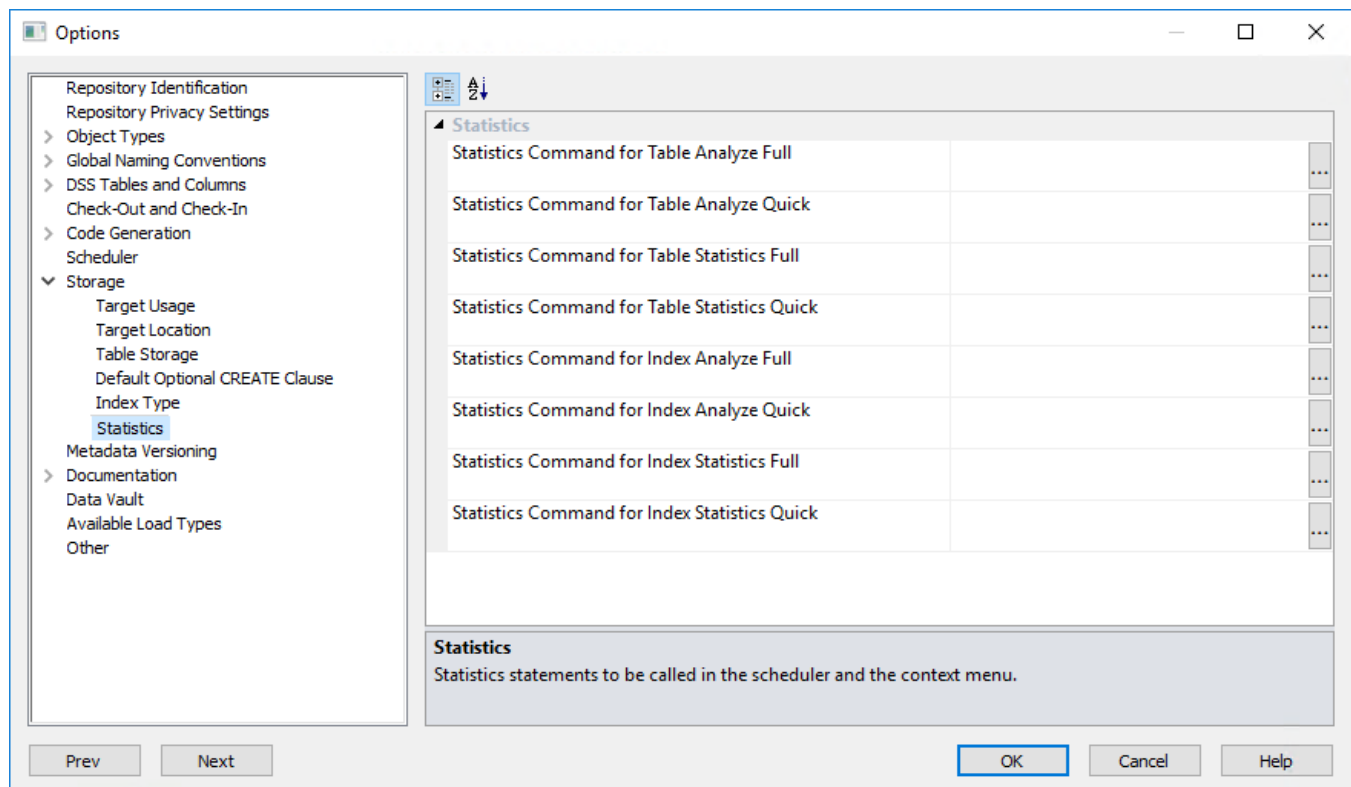 Options
Repository Identification
Repository Privacy Settings
Object Types
Global Naming Conventions
DSS Tables and Columns
Check-Out and Check-In
Code Generation
Scheduler
Storage
Target Usage
Target Location
Table Storage
Default Optional CREATE Clause
Index Type
Statistics
Metadata Versioning
Documentation
Data Vault
Available Load Types
Other
A
Z
Statistics
Statistics Command for Table Analyze Full
...
Statistics Command for Table Analyze Quick
...
Statistics Command for Table Statistics Full
...
Statistics Command for Table Statistics Quick
...
Statistics Command for Index Analyze Full
...
Statistics Command for Index Analyze Quick
...
Statistics Command for Index Statistics Full
...
Statistics Command for Index Statistics Quick
...
Statistics
Statistics statements to be called in the scheduler and the context menu.
Prev Next OK Cancel Help